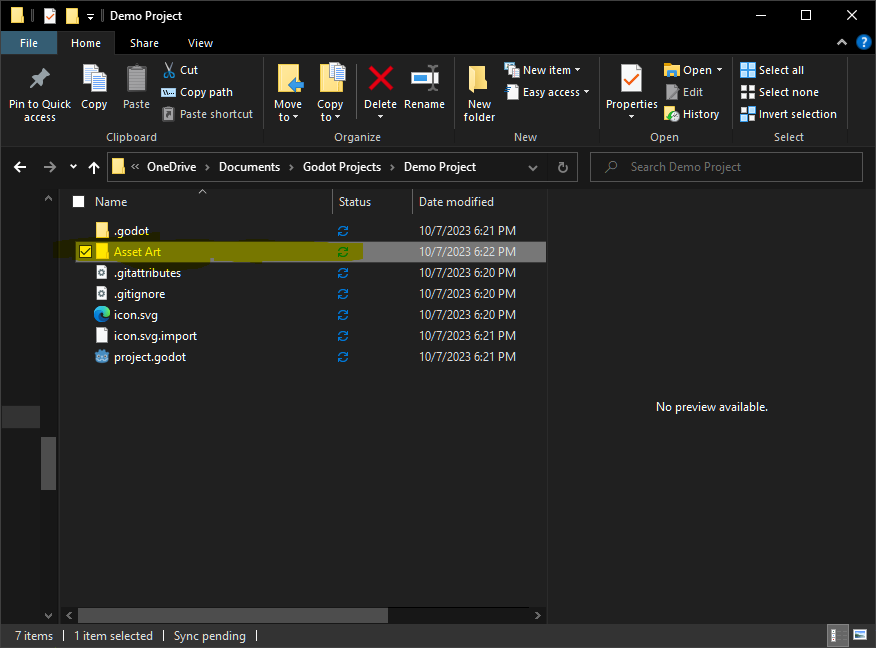 Demo Project
File Home Share View
Pin to Quick access
Copy
Paste
Cut
Copy path
Paste shortcut
Clipboard
Move to
Copy to
Delete
Rename
Organize
New folder
New item
Easy access
New
Properties
Open
Edit
History
Open
Select all
Select none
Invert selection
Select
« OneDrive › Documents › Godot Projects › Demo Project
Search Demo Project
Name Status Date modified
.godot 10/7/2023 6:21 PM
Asset Art 10/7/2023 6:22 PM
.gitattributes 10/7/2023 6:20 PM
.gitignore 10/7/2023 6:20 PM
icon.svg 10/7/2023 6:20 PM
icon.svg.import 10/7/2023 6:21 PM
project.godot 10/7/2023 6:21 PM
No preview available.
7 items | 1 item selected | Sync pending |